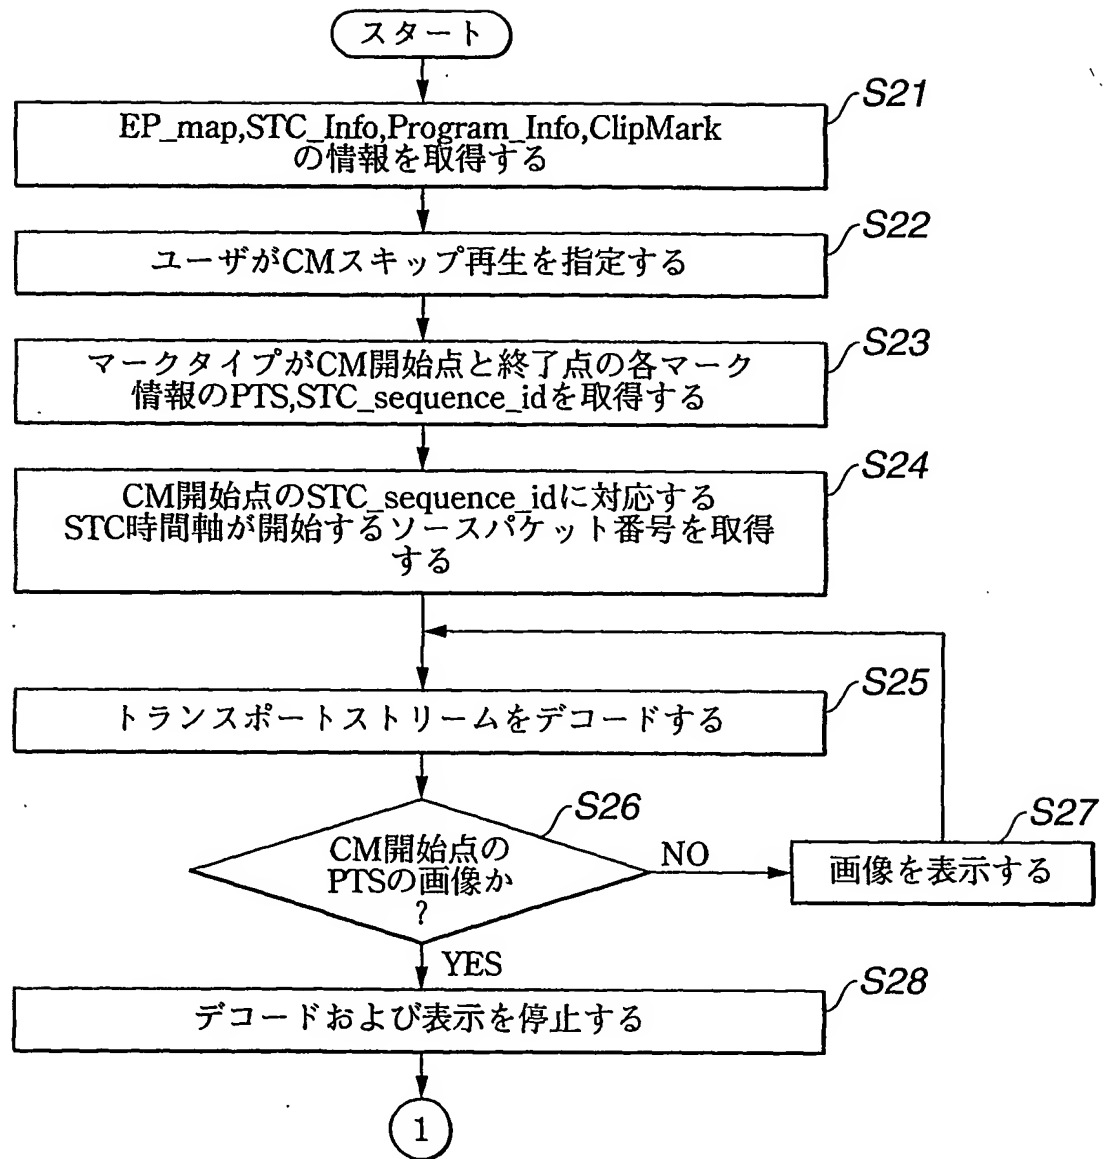 スタート
S21
EP_map,STC_Info,Program_Info,ClipMark
の情報を取得する
S22
ユーザがCMスキップ再生を指定する
S23
マークタイプがCM開始点と終了点の各マーク
情報のPTS,STC_sequence_idを取得する
S24
CM開始点のSTC_sequence_idに対応する
STC時間軸が開始するソースパケット番号を取得
する
S25
トランスポートストリームをデコードする
S26
CM開始点の
PTSの画像か
?
NO
S27
画像を表示する
YES
S28
デコードおよび表示を停止する
1